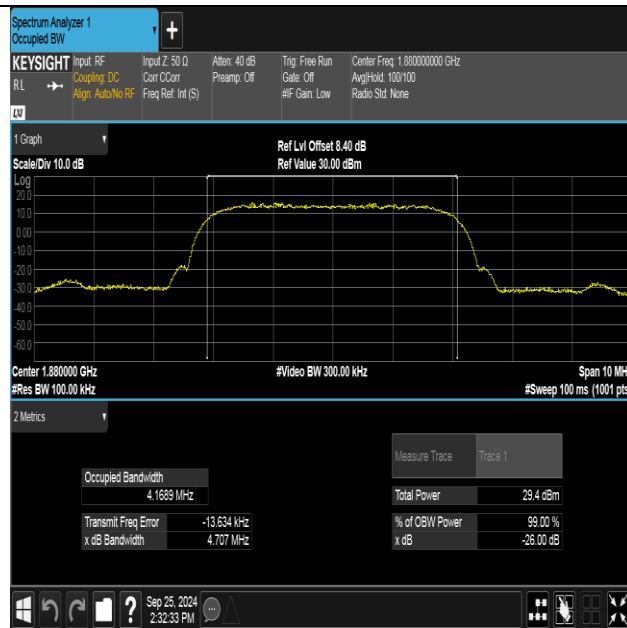 Spectrum Analyzer 1
Occupied BW
+
KEYSIGHT Input: RF Input Z: 50 Ω Atten: 40 dB Trig: Free Run Center Freq: 1.880000000 GHz
RL Coupling: DC Corr CCorr Preamp: Off Gate: Off Avg|Hold: 100/100
Align: Auto/No RF Freq Ref: Int (S) #IF Gain: Low Radio Std: None
LXI
1 Graph
Ref Lvl Offset 8.40 dB
Scale/Div 10.0 dB Ref Value 30.00 dBm
Log
20.0
10.0
0.00
-10.0
-20.0
-30.0
-40.0
-50.0
-60.0
Center 1.880000 GHz #Video BW 300.00 kHz Span 10 MH
#Res BW 100.00 kHz #Sweep 100 ms (1001 pts
2 Metrics
Measure Trace Trace 1
Occupied Bandwidth
4.1689 MHz Total Power 29.4 dBm
Transmit Freq Error -13.634 kHz % of OBW Power 99.00 %
x dB Bandwidth 4.707 MHz x dB -26.00 dB
? Sep 25, 2024
2:32:33 PM